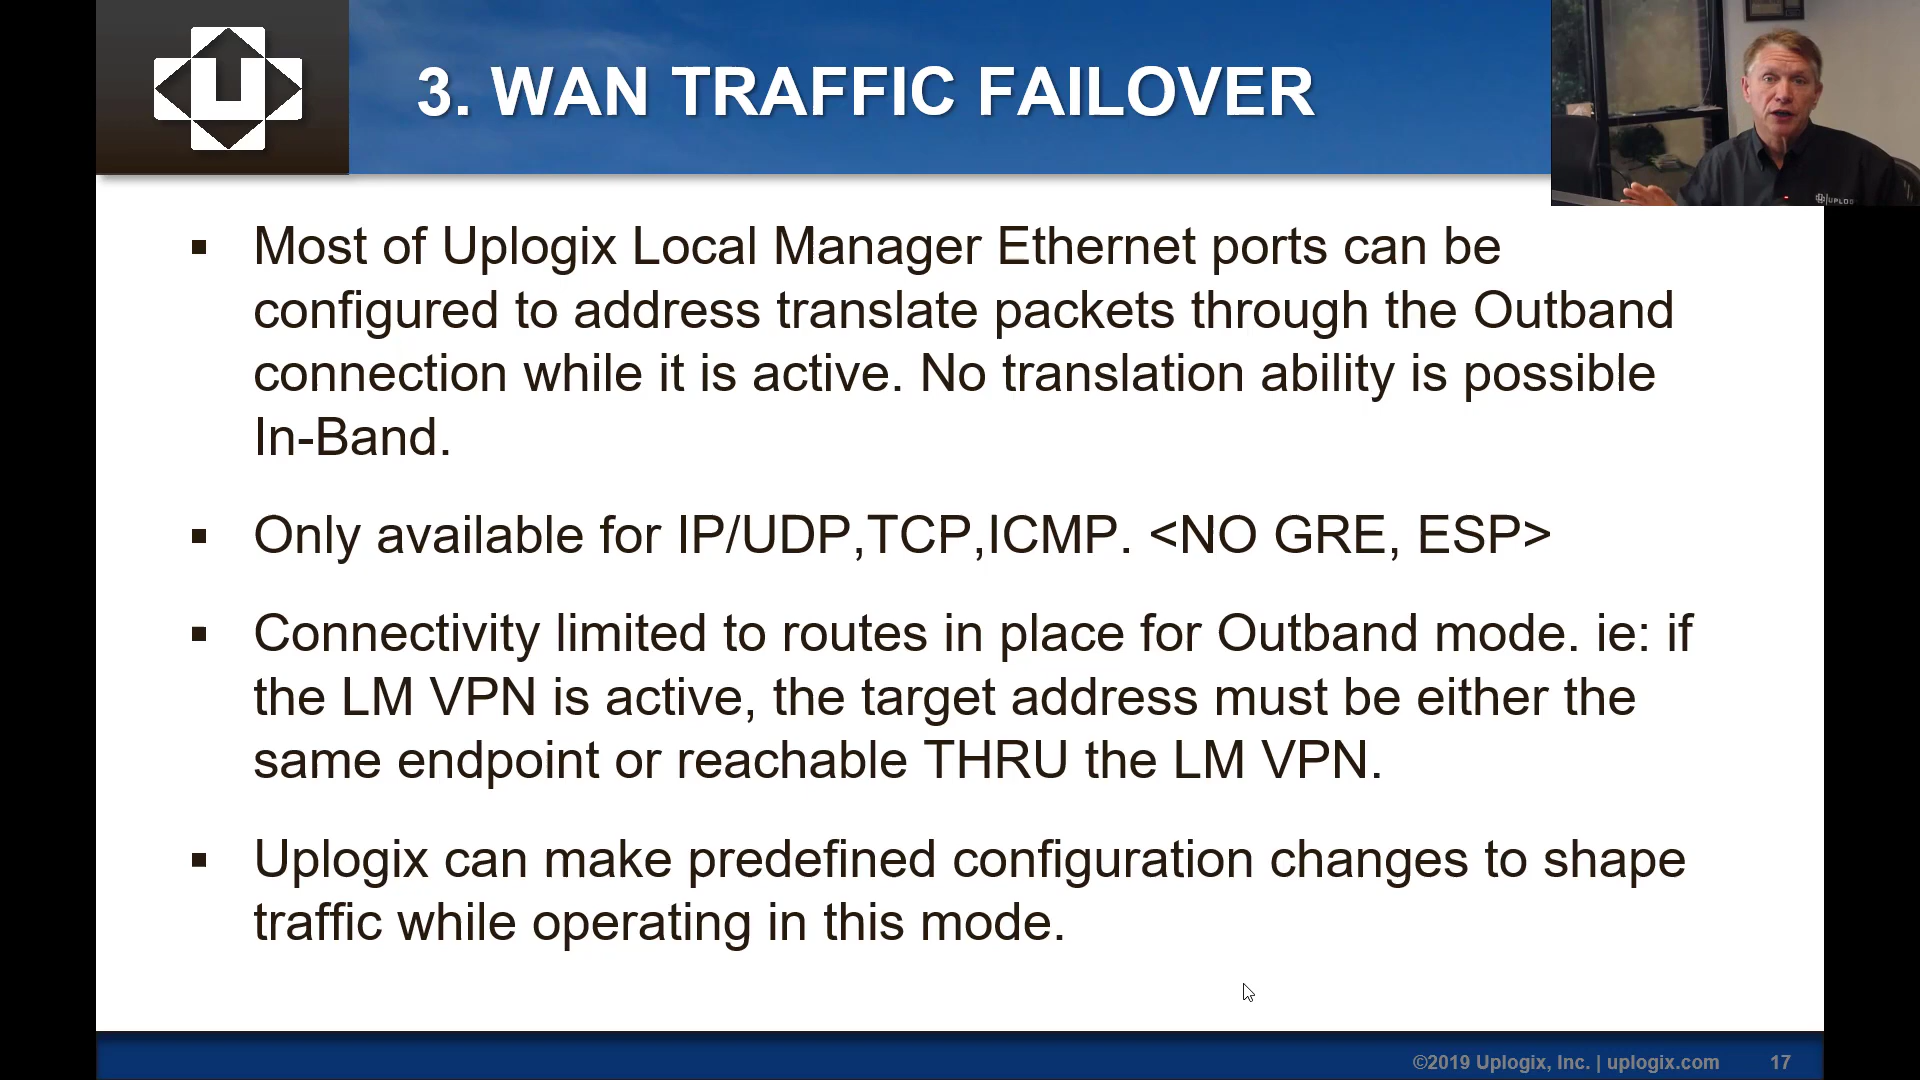 3. WAN TRAFFIC FAILOVER
▪ Most of Uplogix Local Manager Ethernet ports can be
configured to address translate packets through the Outband
connection while it is active. No translation ability is possible
In-Band.
▪ Only available for IP/UDP,TCP,ICMP. <NO GRE, ESP>
▪ Connectivity limited to routes in place for Outband mode. ie: if
the LM VPN is active, the target address must be either the
same endpoint or reachable THRU the LM VPN.
▪ Uplogix can make predefined configuration changes to shape
traffic while operating in this mode.
©2019 Uplogix, Inc. | uplogix.com 17